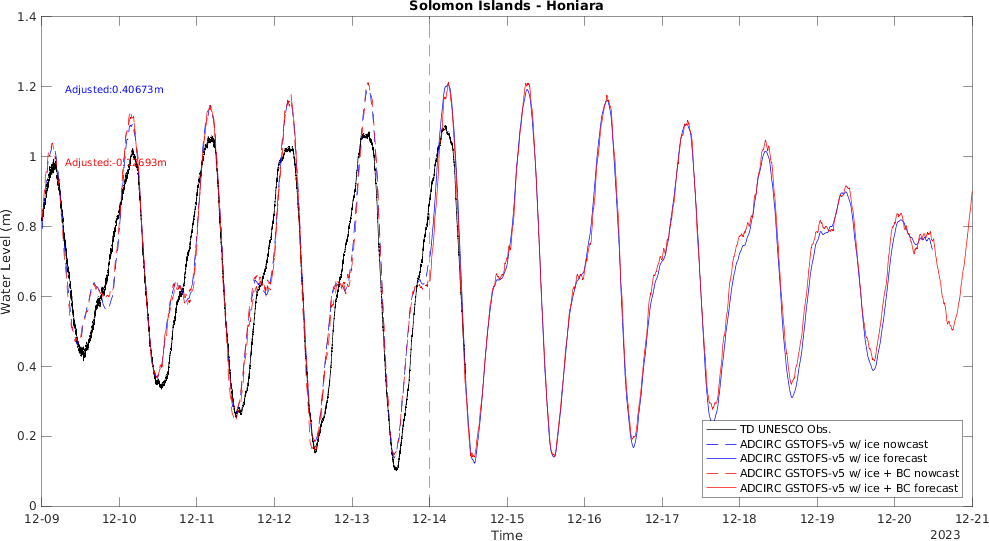 Solomon Islands - Honiara
1.4
1.2
1
0.8
0.6
0.4
0.2
0
Water Level (m)
Adjusted:0.40673m
TD UNESCO Obs.
ADCIRC GSTOFS-v5 w/ ice nowcast
ADCIRC GSTOFS-v5 w/ ice forecast
ADCIRC GSTOFS-v5 w/ ice + BC nowcast
ADCIRC GSTOFS-v5 w/ ice + BC forecast
12-09 12-10 12-11 12-12 12-13 12-14 12-15 12-16 12-17 12-18 12-19 12-20 12-21
Time
2023